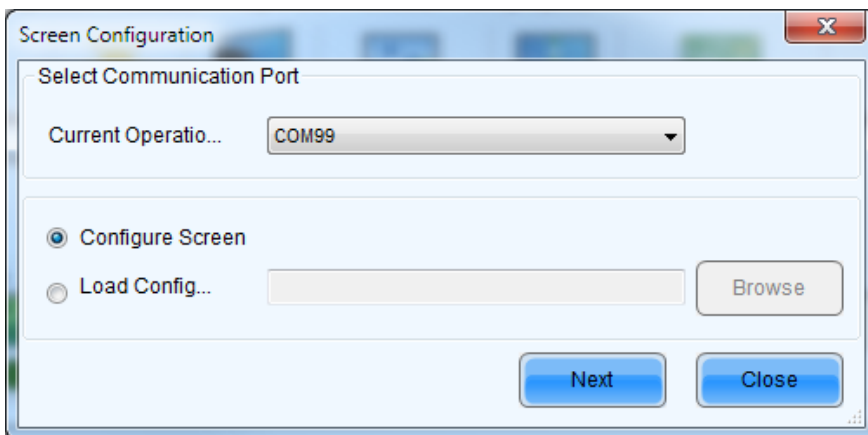 Screen Configuration
Select Communication Port
Current Operatio...
COM99
Configure Screen
Load Config...
Browse
Next
Close